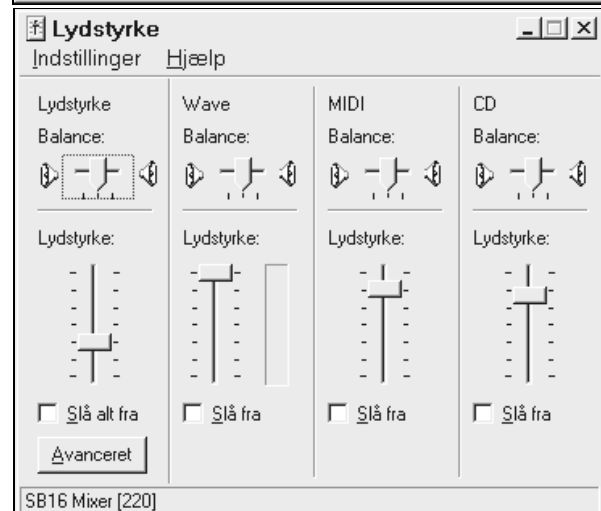 Lydstyrke
Indstillinger Hjælp
Lydstyrke Wave MIDI CD
Balance: Balance: Balance: Balance:
Lydstyrke: Lydstyrke: Lydstyrke: Lydstyrke:
Slå alt fra Slå fra Slå fra Slå fra
Avanceret
SB16 Mixer [220]